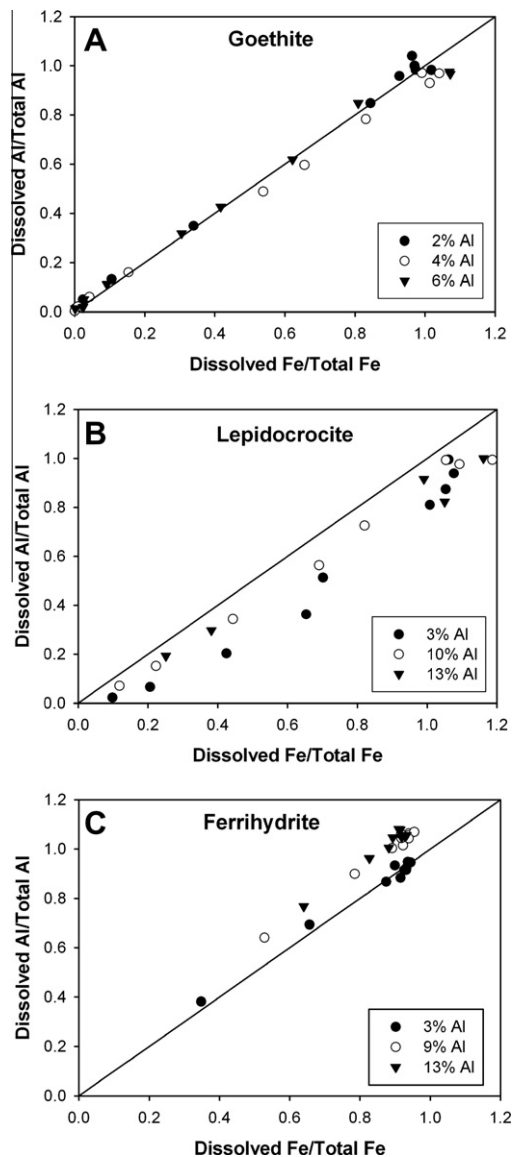 A
Goethite
1.2
1.0
0.8
0.6
0.4
0.2
0.0
Dissolved Al/Total Al
2% Al
4% Al
6% Al
0.0 0.2 0.4 0.6 0.8 1.0 1.2
Dissolved Fe/Total Fe
B
Lepidocrocite
1.2
1.0
0.8
0.6
0.4
0.2
0.0
Dissolved Al/Total Al
3% Al
10% Al
13% Al
0.0 0.2 0.4 0.6 0.8 1.0 1.2
Dissolved Fe/Total Fe
C
Ferrihydrite
1.2
1.0
0.8
0.6
0.4
0.2
0.0
Dissolved Al/Total Al
3% Al
9% Al
13% Al
0.0 0.2 0.4 0.6 0.8 1.0 1.2
Dissolved Fe/Total Fe